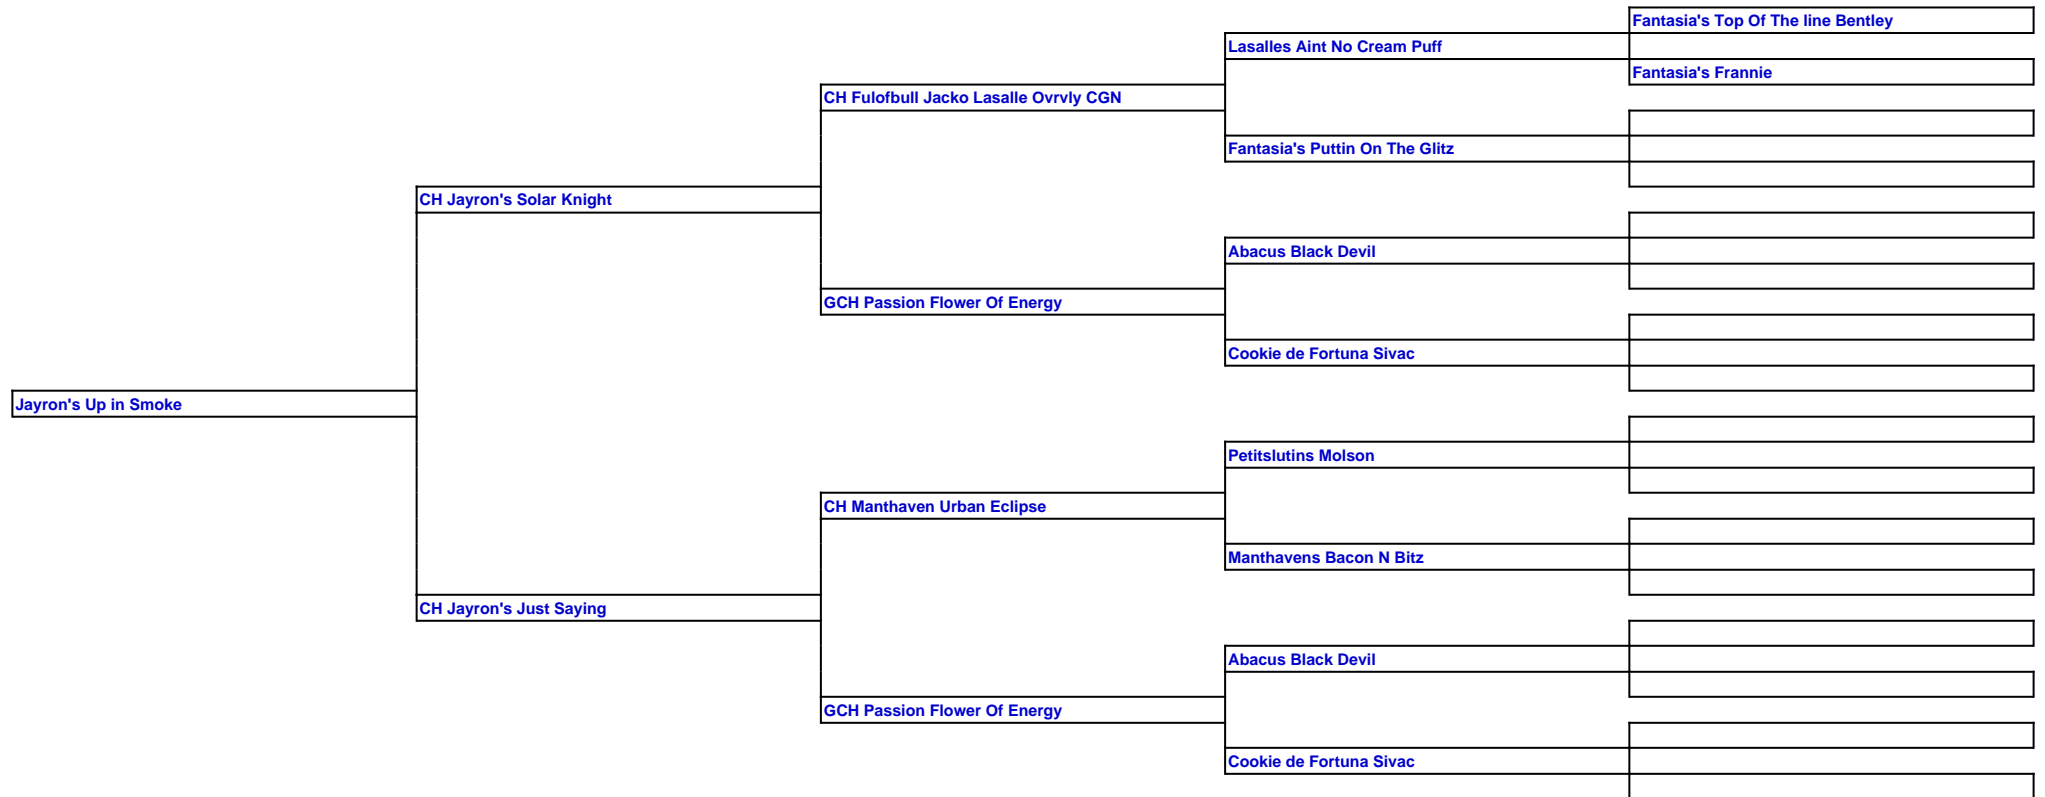 Fantasia's Top Of The line Bentley
Lasalles Aint No Cream Puff
Fantasia's Frannie
CH Fulofbull Jacko Lasalle Ovrvly CGN
Fantasia's Puttin On The Glitz
CH Jayron's Solar Knight
Abacus Black Devil
GCH Passion Flower Of Energy
Cookie de Fortuna Sivac
Jayron's Up in Smoke
Petitslutins Molson
CH Manthaven Urban Eclipse
Manthavens Bacon N Bitz
CH Jayron's Just Saying
Abacus Black Devil
GCH Passion Flower Of Energy
Cookie de Fortuna Sivac